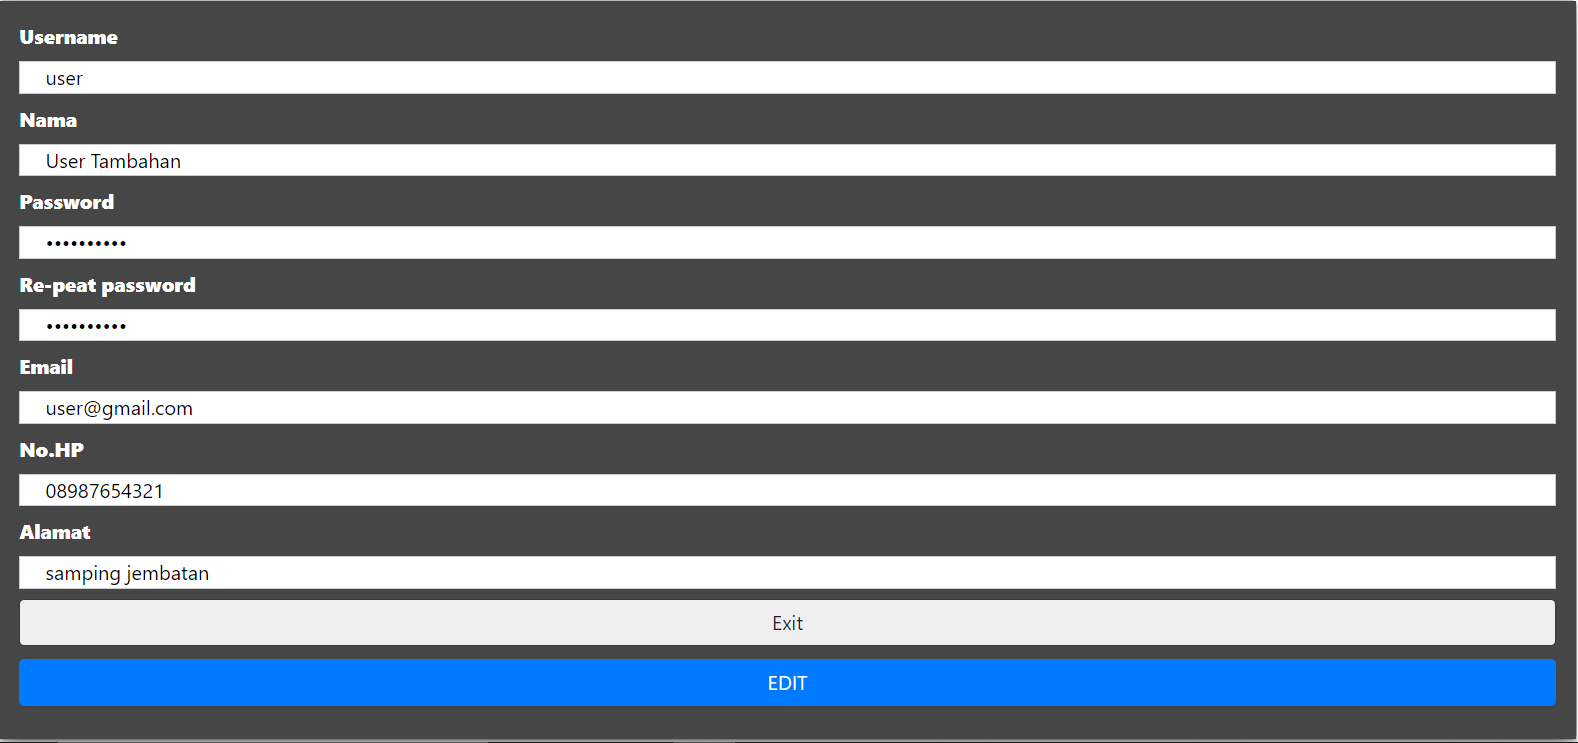 Username
user
Nama
User Tambahan
Password
••••••••••
Re-peat password
••••••••••
Email
user@gmail.com
No.HP
08987654321
Alamat
samping jembatan
Exit
EDIT